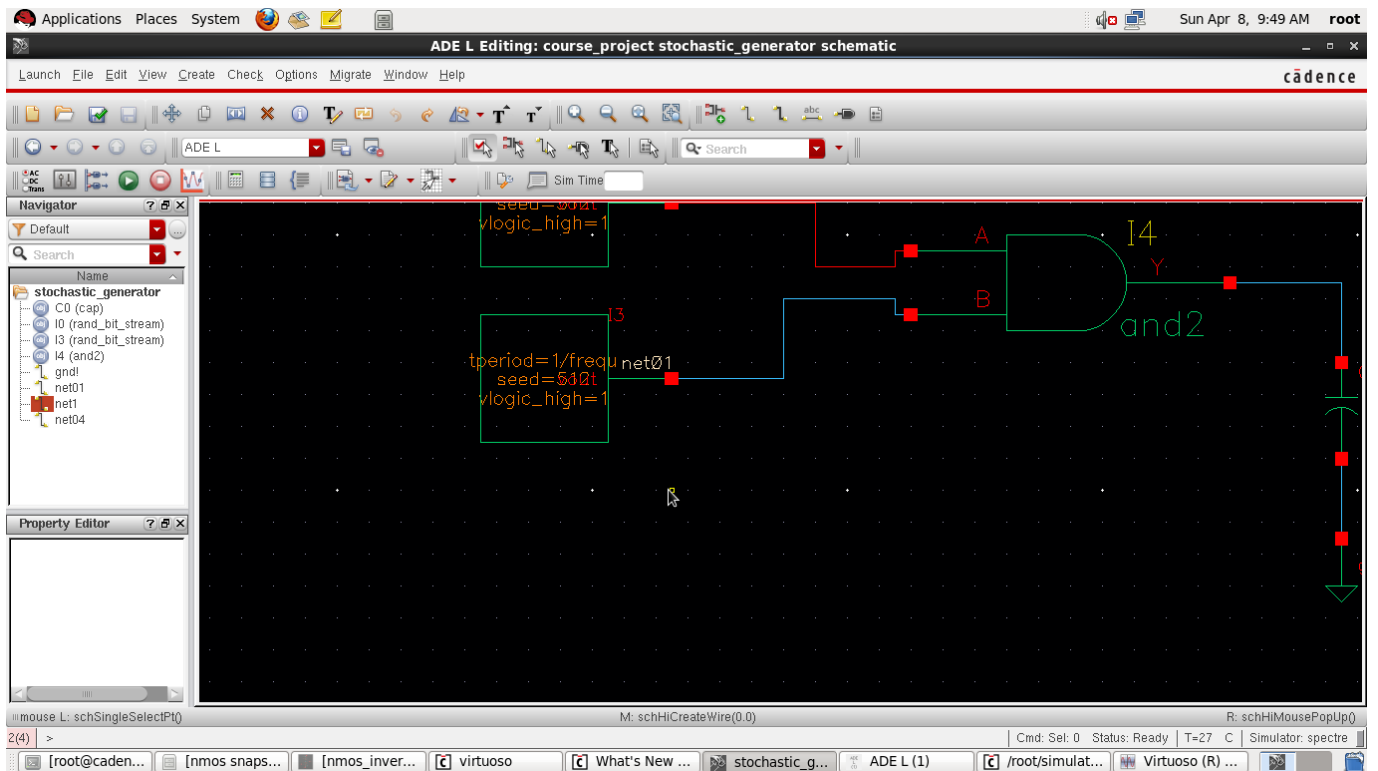 Applications Places System Sun Apr 8, 9:49 AM root
ADE L Editing: course_project stochastic_generator schematic
Launch File Edit View Create Check Options Migrate Window Help cādence
abc
ADE L Search
AC DC Trans Sim Time
Navigator
Default
Search
Name
stochastic_generator
C0 (cap)
I0 (rand_bit_stream)
I3 (rand_bit_stream)
I4 (and2)
gnd!
net01
net1
net04
Property Editor
vlogic_high=1
A I4
Y
B
and2
I3
tperiod=1/frequ net01
vlogic_high=1
mouse L: schSingleSelectPt() M: schHiCreateWire(0.0) R: schHiMousePopUp()
2(4) > Cmd: Sel: 0 Status: Ready T=27 C Simulator: spectre
[root@caden... [nmos snaps... [nmos_inver... virtuoso What's New ... stochastic_g... ADE L (1) /root/simulat... Virtuoso (R) ...